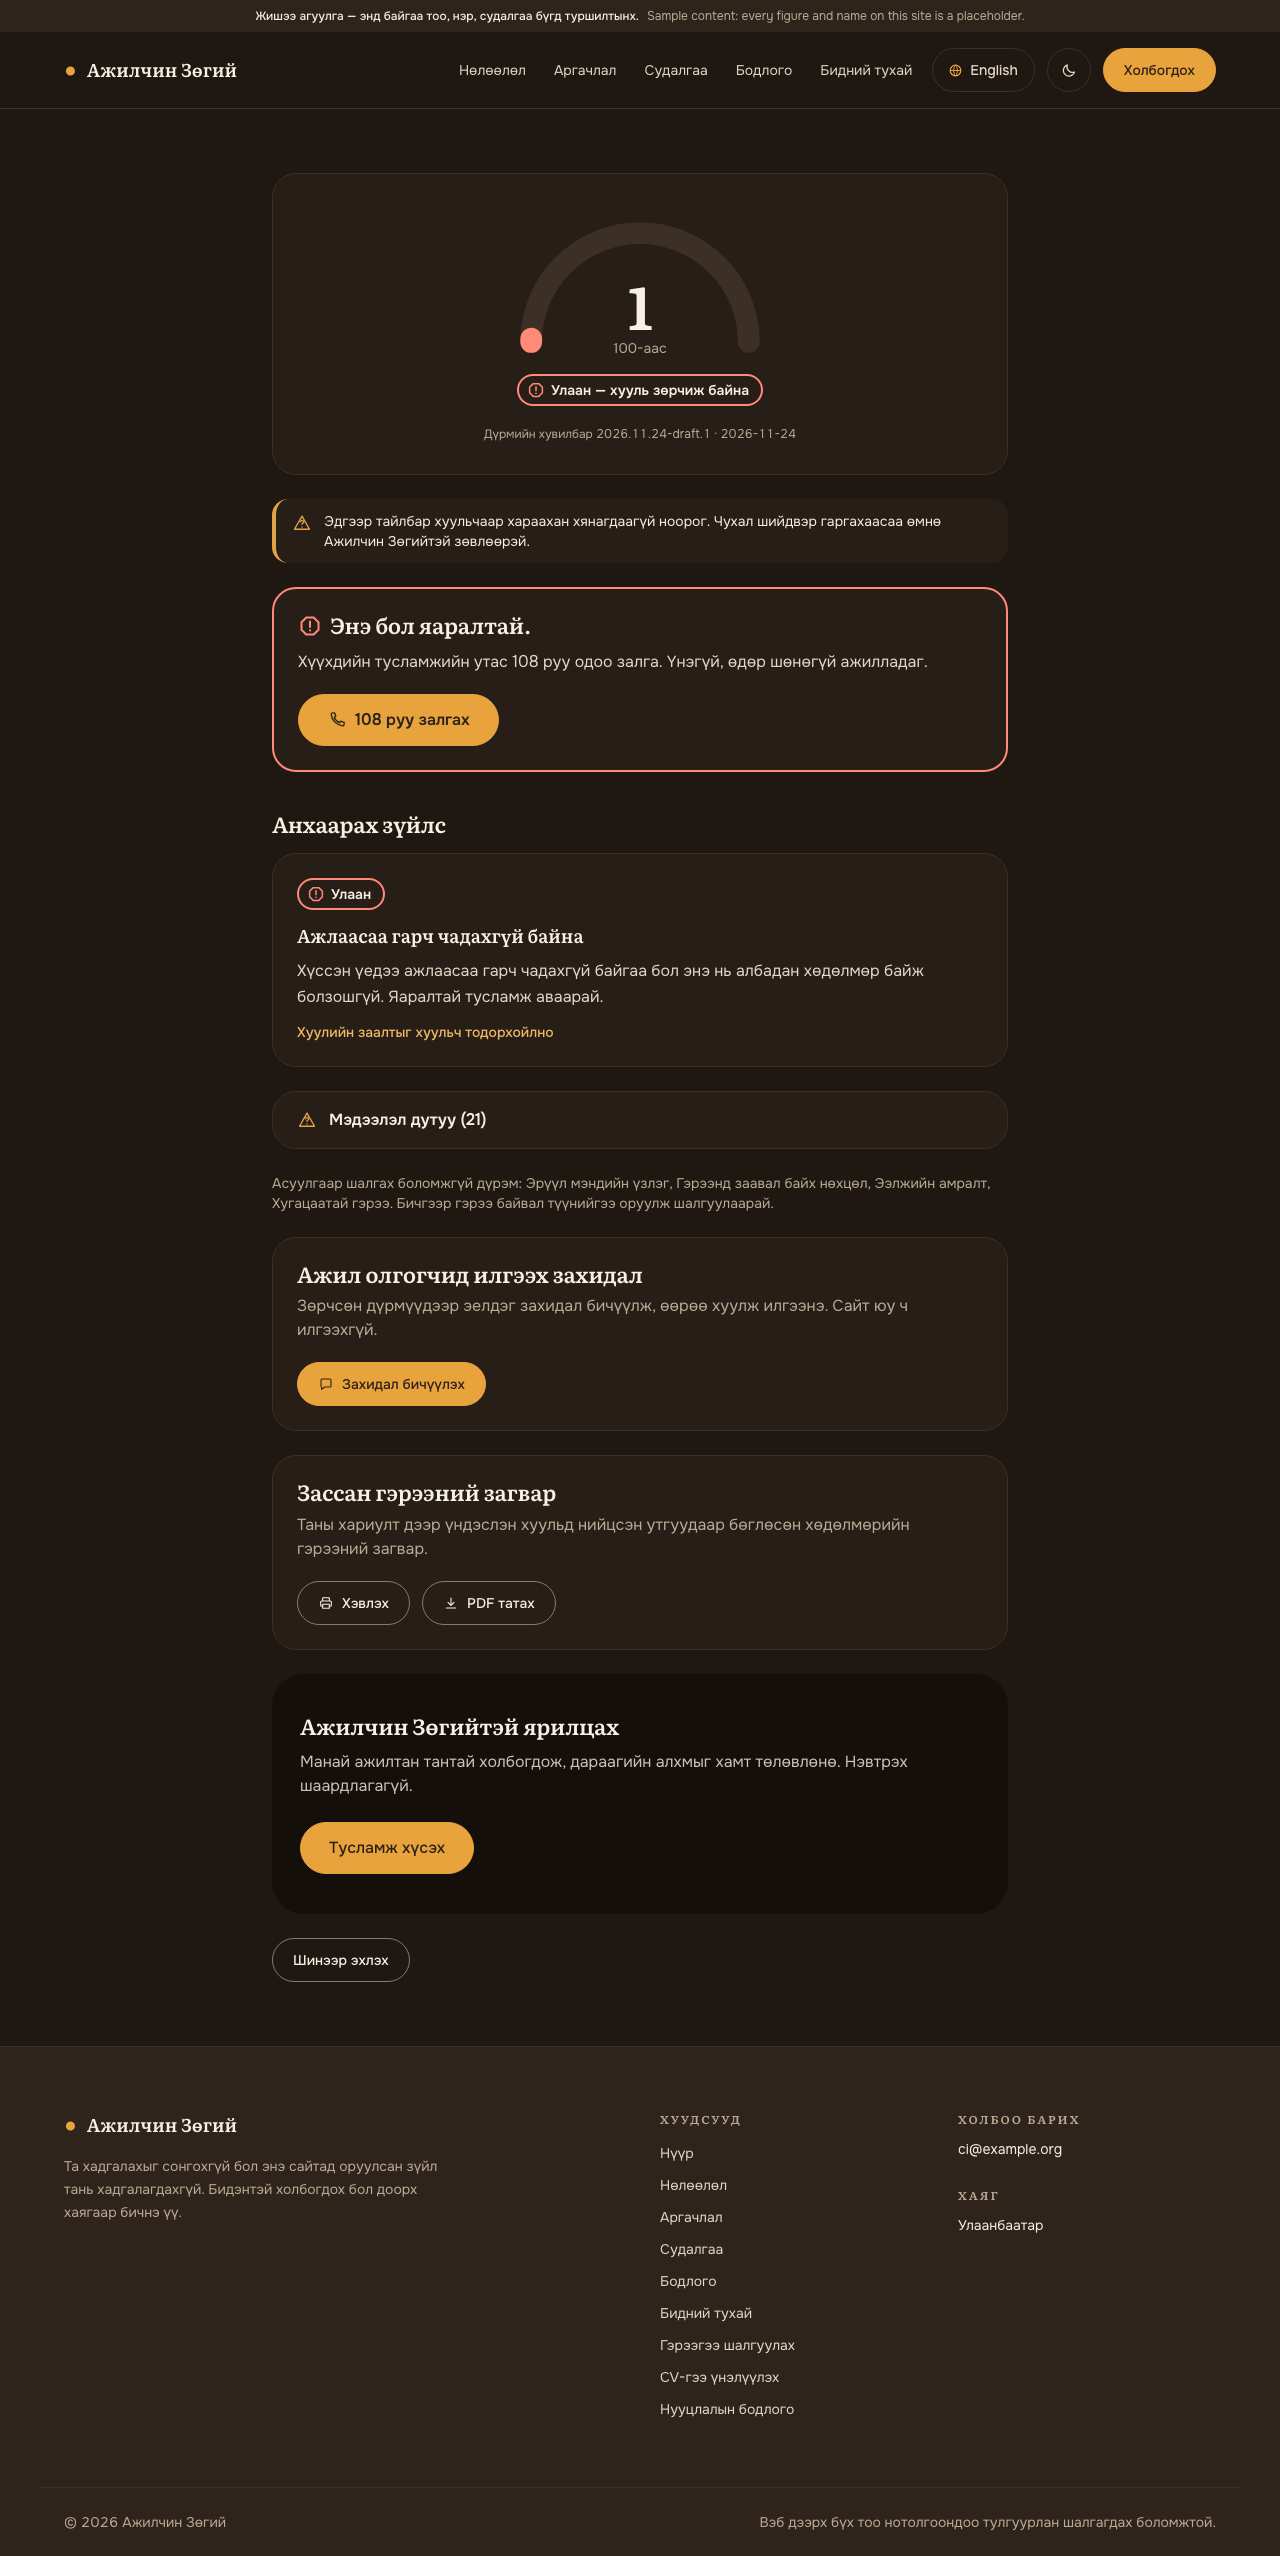 Жишээ агуулга — энд байгаа тоо, нэр, судалгаа бүгд туршилтынх. Sample content: every figure and name on this site is a placeholder.
Ажилчин Зөгий
Нөлөөлөл
Аргачлал
Судалгаа
Бодлого
Бидний тухай
English
Холбогдох
1
100-аас
Улаан — хууль зөрчиж байна
Дүрмийн хувилбар 2026.11.24-draft.1 · 2026-11-24
Эдгээр тайлбар хуульчаар хараахан хянагдаагүй ноорог. Чухал шийдвэр гаргахаасаа өмнө
Ажилчин Зөгийтэй зөвлөөрэй.
Энэ бол яаралтай.
Хүүхдийн тусламжийн утас 108 руу одоо залга. Үнэгүй, өдөр шөнөгүй ажилладаг.
108 руу залгах
Анхаарах зүйлс
Улаан
Ажлаасаа гарч чадахгүй байна
Хүссэн үедээ ажлаасаа гарч чадахгүй байгаа бол энэ нь албадан хөдөлмөр байж
болзошгүй. Яаралтай тусламж аваарай.
Хуулийн заалтыг хуульч тодорхойлно
Мэдээлэл дутуу (21)
Асуулгаар шалгах боломжгүй дүрэм: Эрүүл мэндийн үзлэг, Гэрээнд заавал байх нөхцөл, Ээлжийн амралт,
Хугацаатай гэрээ. Бичгээр гэрээ байвал түүнийгээ оруулж шалгуулаарай.
Ажил олгогчид илгээх захидал
Зөрчсөн дүрмүүдээр эелдэг захидал бичүүлж, өөрөө хуулж илгээнэ. Сайт юу ч
илгээхгүй.
Захидал бичүүлэх
Зассан гэрээний загвар
Таны хариулт дээр үндэслэн хуульд нийцсэн утгуудаар бөглөсөн хөдөлмөрийн
гэрээний загвар.
Хэвлэх
PDF татах
Ажилчин Зөгийтэй ярилцах
Манай ажилтан тантай холбогдож, дараагийн алхмыг хамт төлөвлөнө. Нэвтрэх
шаардлагагүй.
Тусламж хүсэх
Шинээр эхлэх
Ажилчин Зөгий
Та хадгалахыг сонгохгүй бол энэ сайтад оруулсан зүйл
тань хадгалагдахгүй. Бидэнтэй холбогдох бол доорх
хаягаар бичнэ үү.
ХУУДСУУД
Нүүр
Нөлөөлөл
Аргачлал
Судалгаа
Бодлого
Бидний тухай
Гэрээгээ шалгуулах
CV-гээ үнэлүүлэх
Нууцлалын бодлого
ХОЛБОО БАРИХ
ci@example.org
ХАЯГ
Улаанбаатар
© 2026 Ажилчин Зөгий
Вэб дээрх бүх тоо нотолгоондоо тулгуурлан шалгагдах боломжтой.